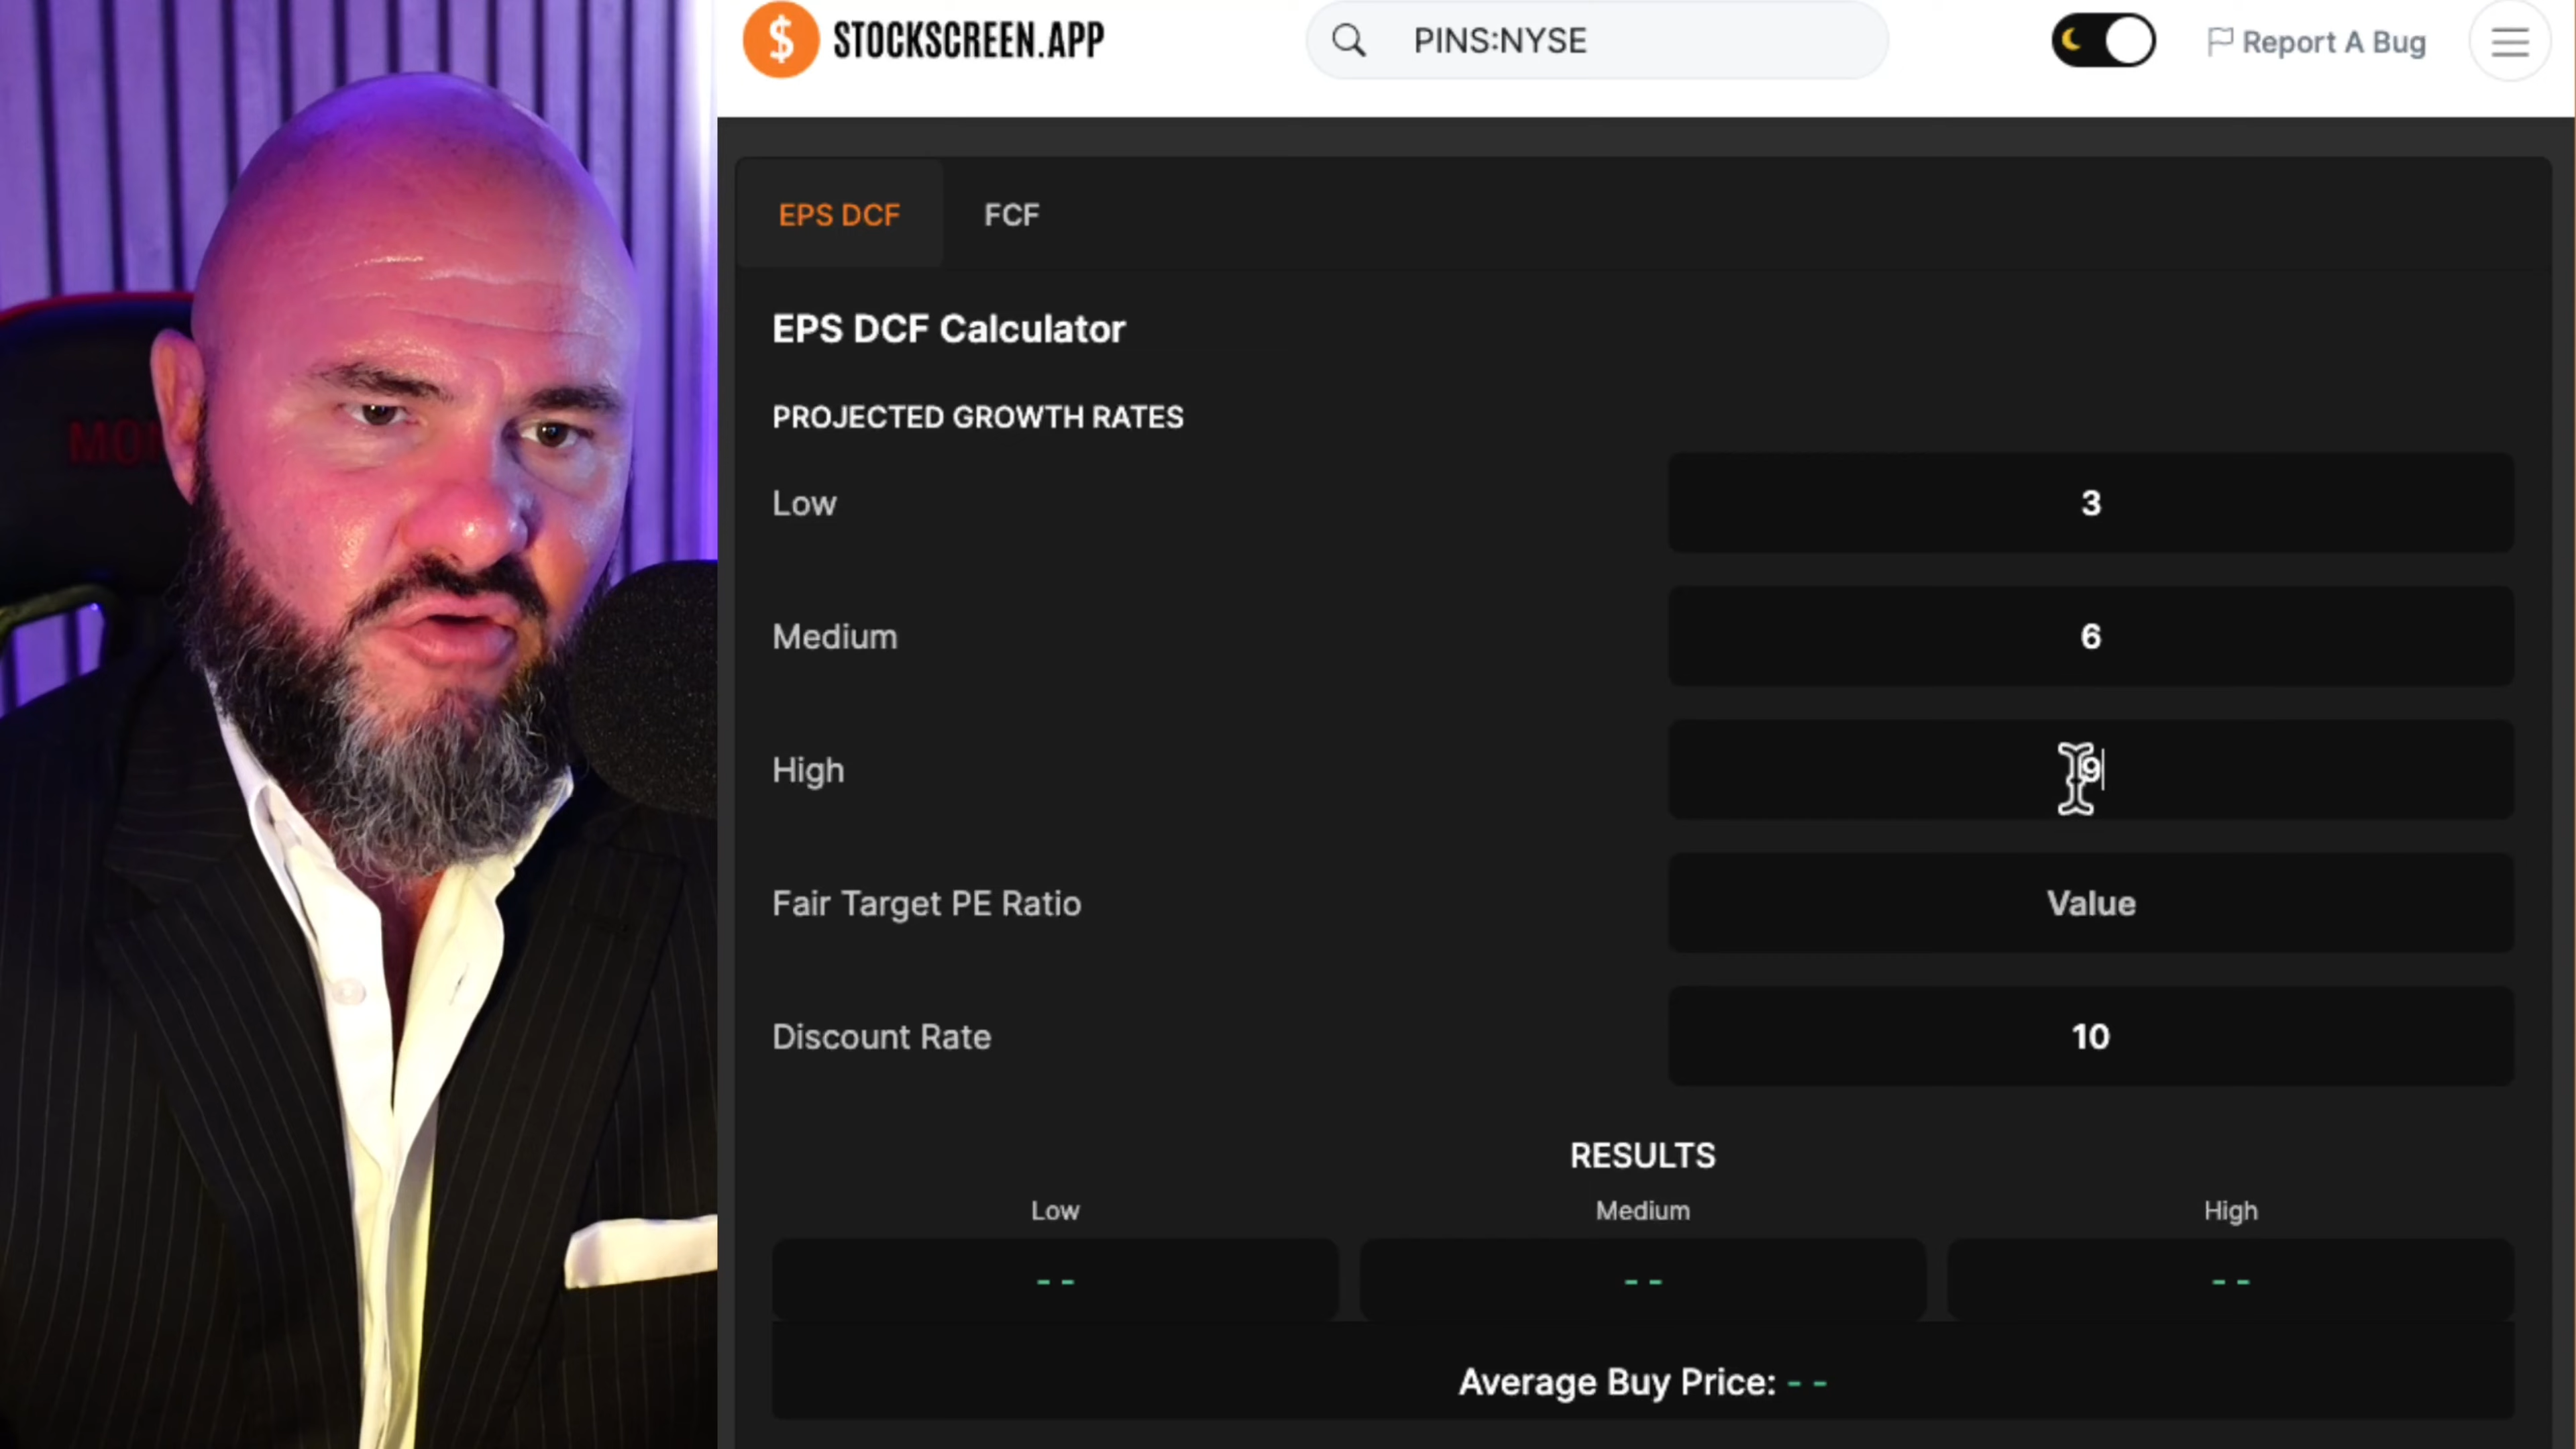 $ STOCKSCREEN.APP
PINS:NYSE
Report A Bug
EPS DCF
FCF
EPS DCF Calculator
PROJECTED GROWTH RATES
Low
3
Medium
6
High
9
Fair Target PE Ratio
Value
Discount Rate
10
RESULTS
Low
Medium
High
- -
- -
- -
Average Buy Price: - -